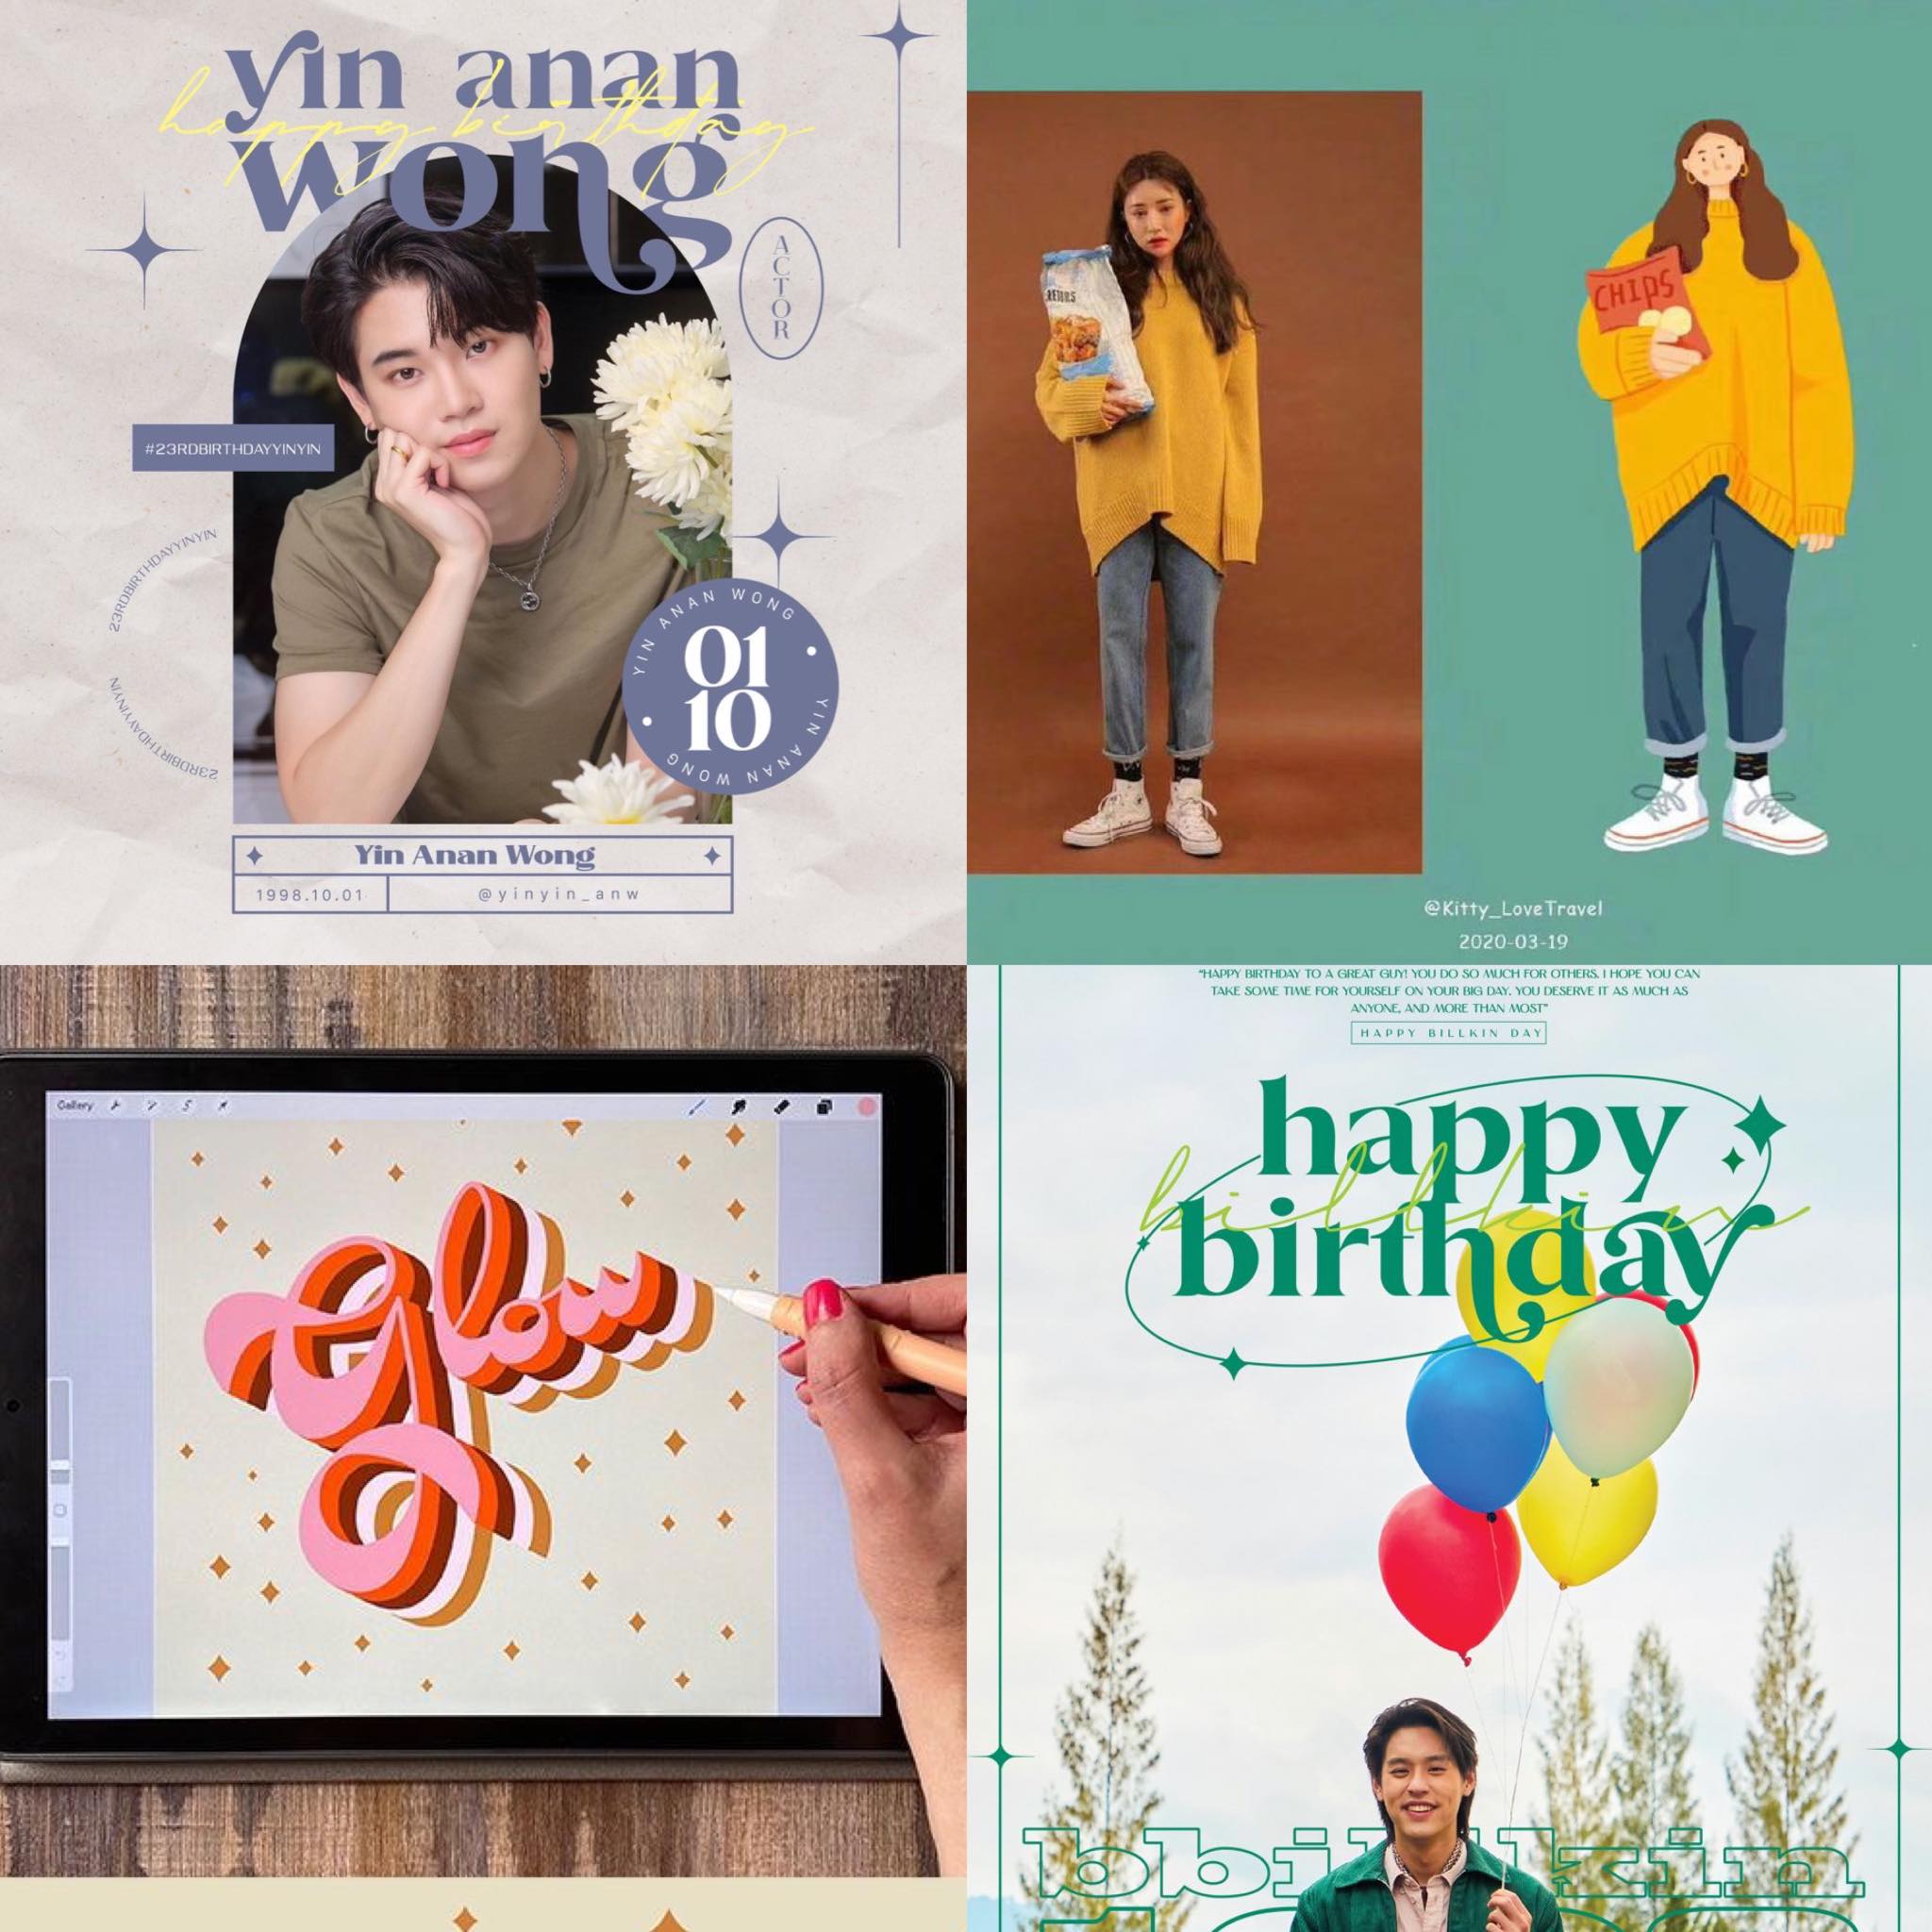 yin anan
happy birthday
wong
ACTOR
#23RDBIRTHDAYYINYIN
23RDBIRTHDAYYINYIN
23RDBIRTHDAYYINYIN
YIN ANAN WONG
01
10
YIN ANAN WONG
YIN ANAN WONG
Yin Anan Wong
1998.10.01
@yinyin_anw
CHIPS
@Kitty_LoveTravel
2020-03-19
Gallery
glow
"HAPPY BIRTHDAY TO A GREAT GUY! YOU DO SO MUCH FOR OTHERS. I HOPE YOU CAN
TAKE SOME TIME FOR YOURSELF ON YOUR BIG DAY. YOU DESERVE IT AS MUCH AS
ANYONE, AND MORE THAN MOST"
HAPPY BILLKIN DAY
happy
billkin
birthday
bbillkin